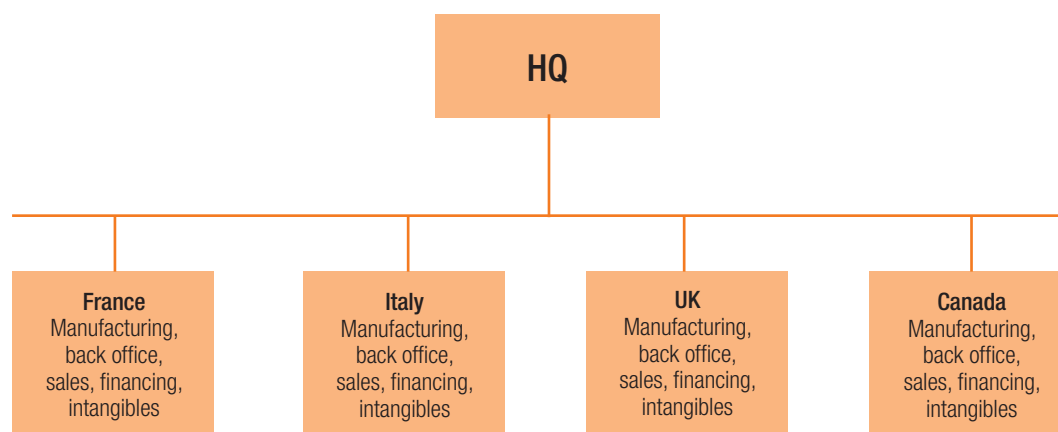 HQ
France
Manufacturing,
back office,
sales, financing,
intangibles
Italy
Manufacturing,
back office,
sales, financing,
intangibles
UK
Manufacturing,
back office,
sales, financing,
intangibles
Canada
Manufacturing,
back office,
sales, financing,
intangibles